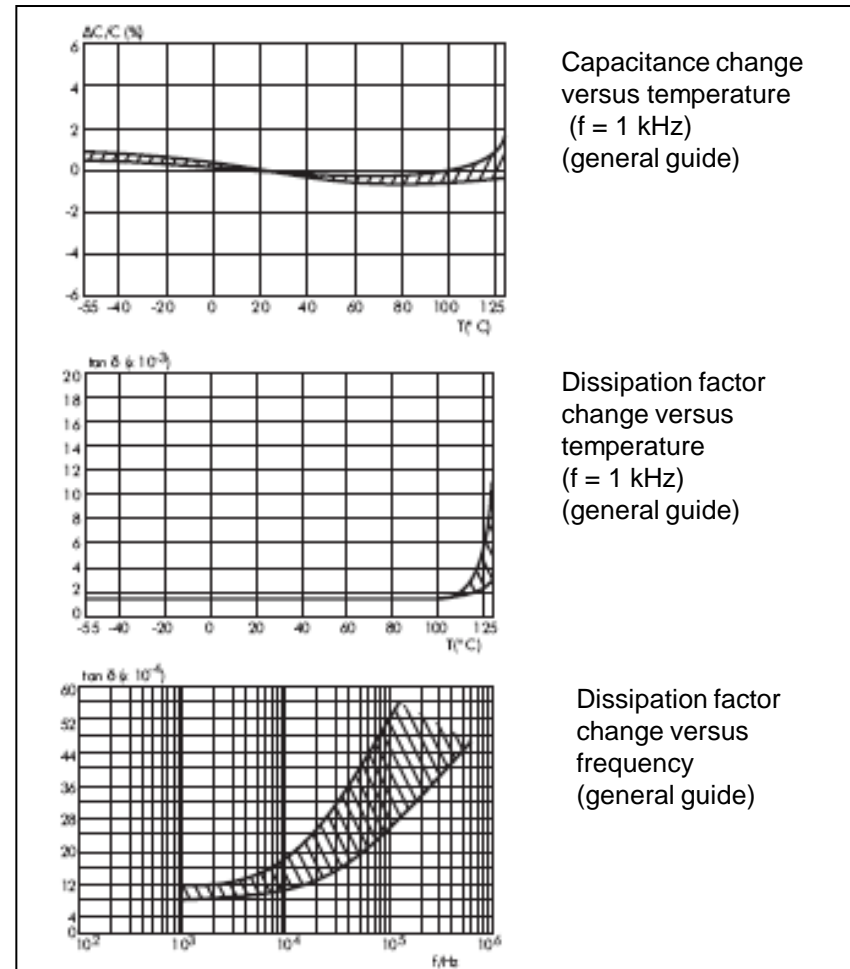 ΔC/C (%)
6
4
2
0
-2
-4
-6
-55 -40 -20 0 20 40 60 80 100 125
T(° C)
Capacitance change
versus temperature
(f = 1 kHz)
(general guide)
tan δ (x 10-3)
20
18
16
14
12
10
8
6
4
2
0
-55 -40 -20 0 20 40 60 80 100 125
T(° C)
Dissipation factor
change versus
temperature
(f = 1 kHz)
(general guide)
tan δ (x 10-4)
60
52
44
36
28
20
12
4
0
10² 10³ 10⁴ 10⁵ 10⁶
f/Hz
Dissipation factor
change versus
frequency
(general guide)